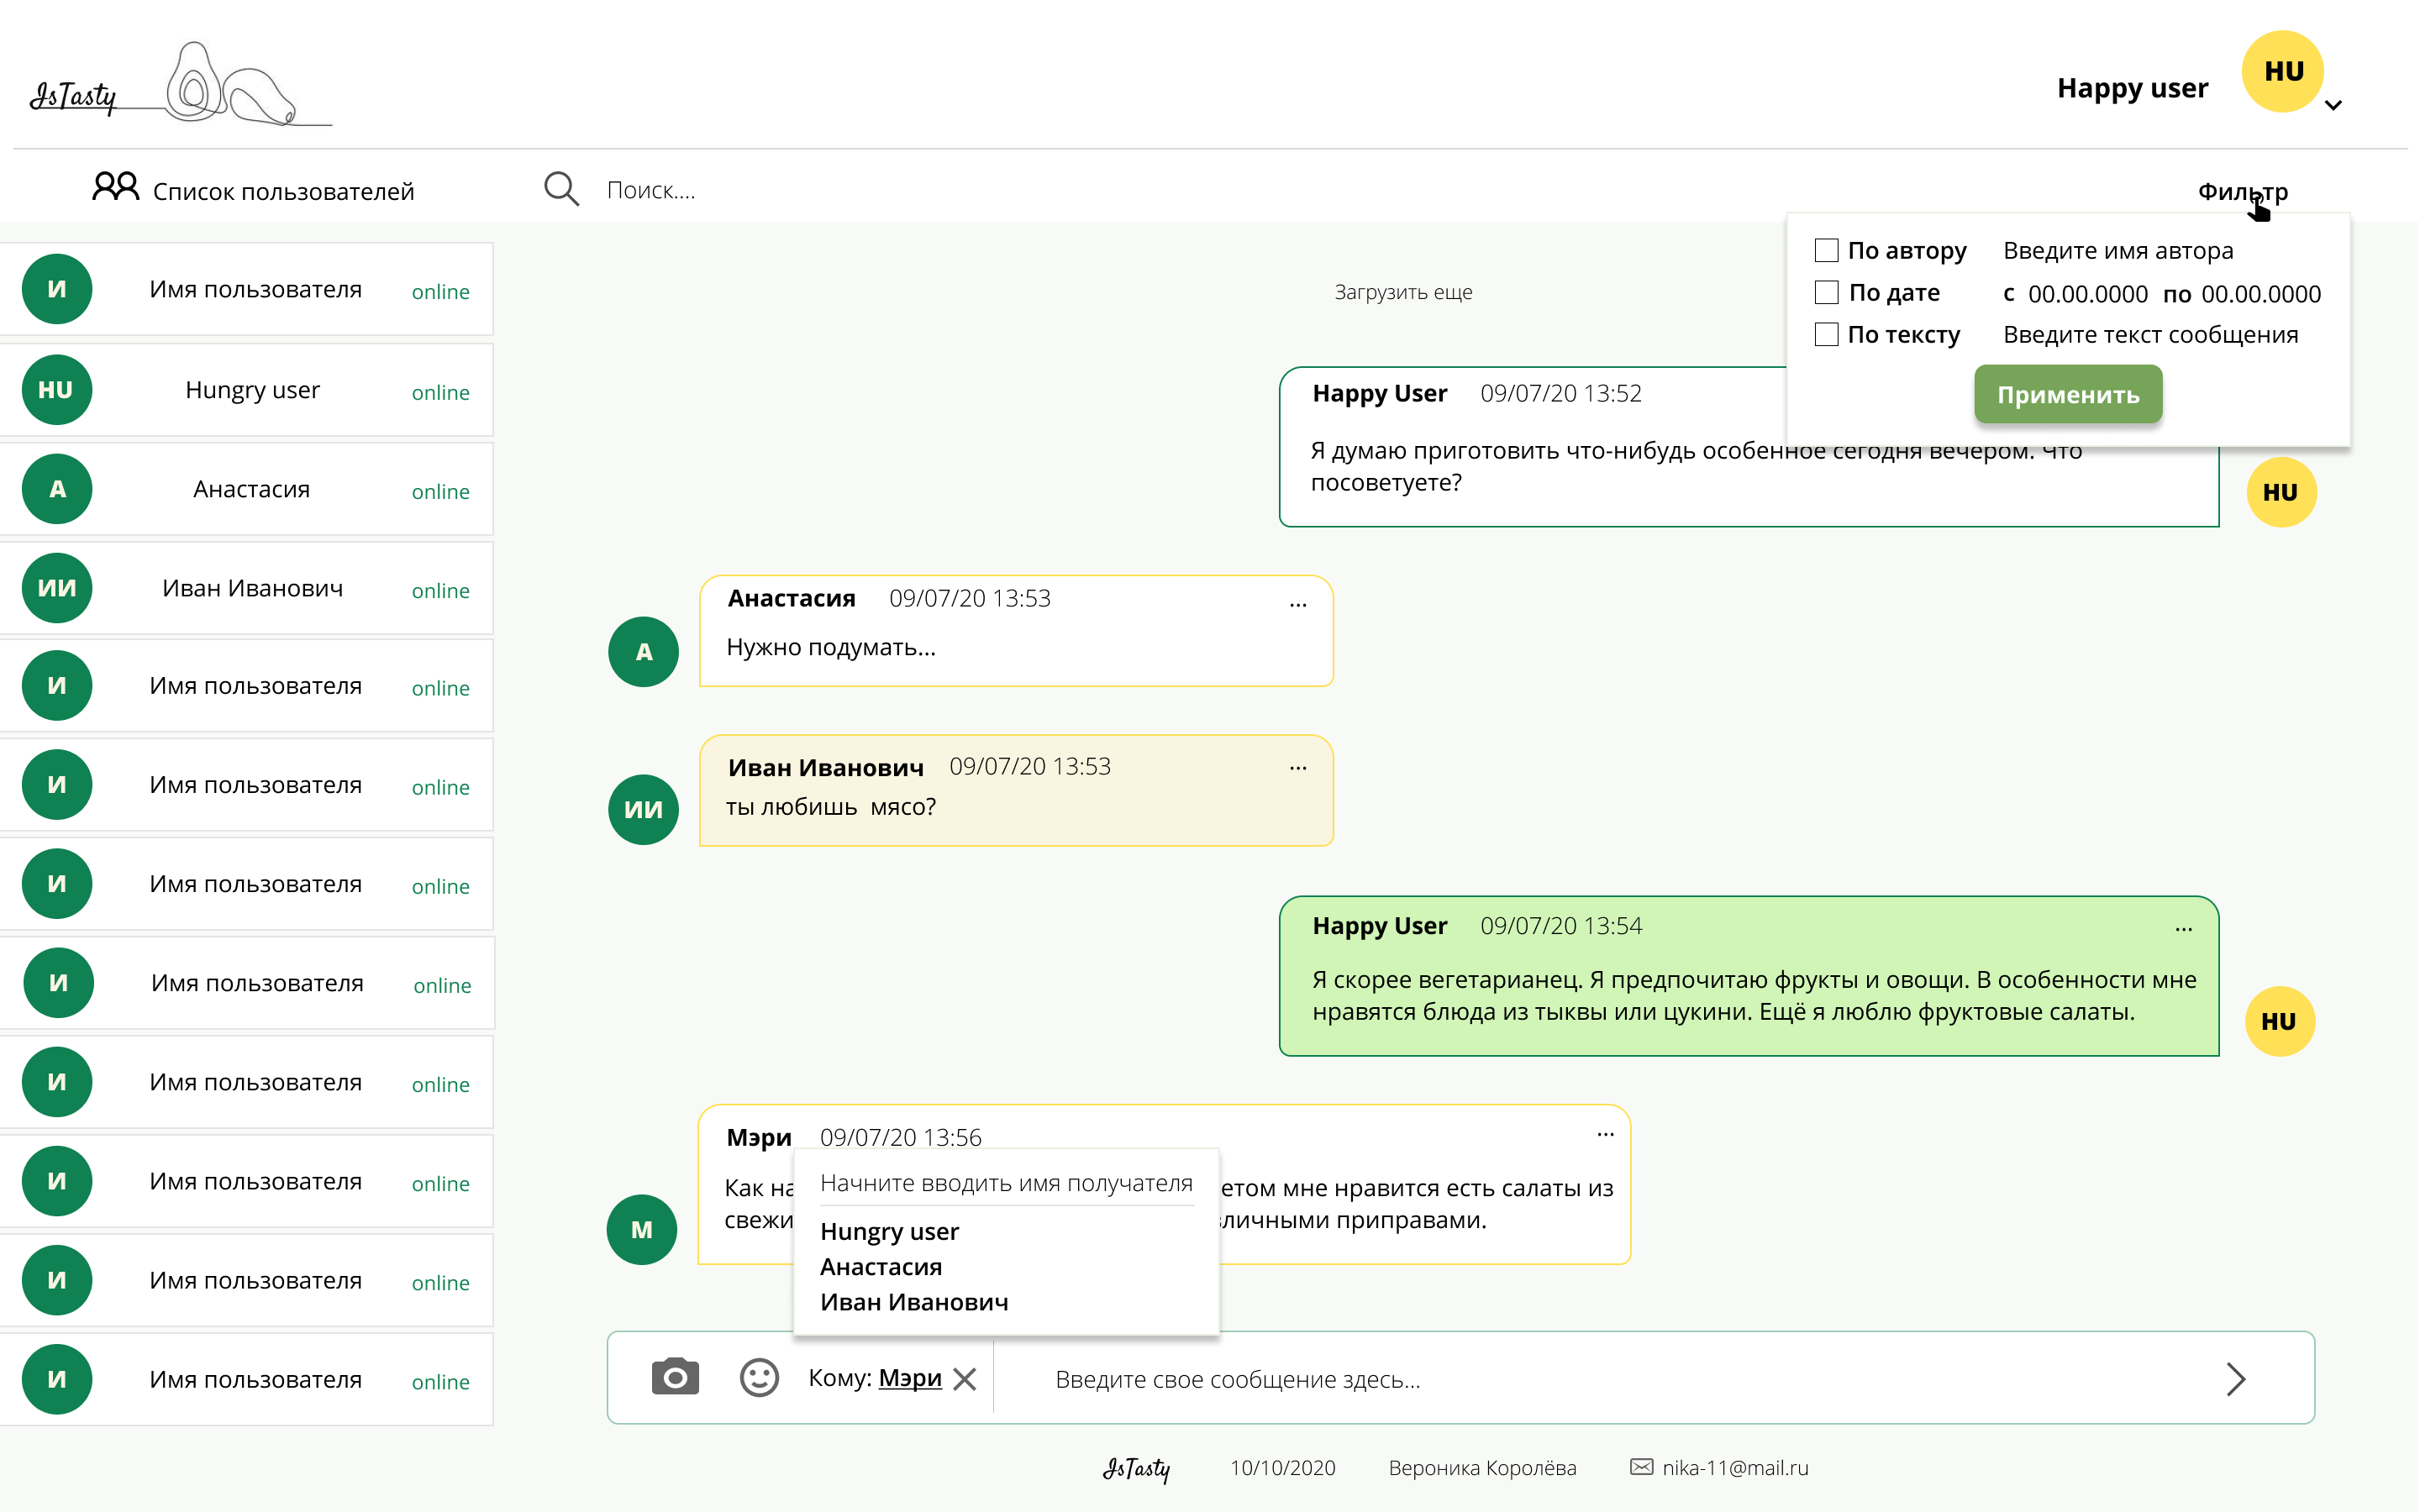 IsTasty
Happy user
HU
Список пользователей
Поиск....
Фильтр
По автору Введите имя автора
По дате с 00.00.0000 по 00.00.0000
По тексту Введите текст сообщения
Применить
И Имя пользователя online
HU Hungry user online
А Анастасия online
ИИ Иван Иванович online
И Имя пользователя online
И Имя пользователя online
И Имя пользователя online
И Имя пользователя online
И Имя пользователя online
И Имя пользователя online
И Имя пользователя online
И Имя пользователя online
Загрузить еще
Happy User 09/07/20 13:52
Я думаю приготовить что-нибудь особенное сегодня вечером. Что
посоветуете?
HU
Анастасия 09/07/20 13:53 ...
Нужно подумать...
А
Иван Иванович 09/07/20 13:53 ...
ты любишь мясо?
ИИ
Happy User 09/07/20 13:54 ...
Я скорее вегетарианец. Я предпочитаю фрукты и овощи. В особенности мне
нравятся блюда из тыквы или цукини. Ещё я люблю фруктовые салаты.
HU
Мэри 09/07/20 13:56 ...
Как мне нравится есть салаты из
приправами.
М
Начните вводить имя получателя
Hungry user
Анастасия
Иван Иванович
Кому: Мэри
Введите свое сообщение здесь...
IsTasty 10/10/2020 Вероника Королёва nika-11@mail.ru